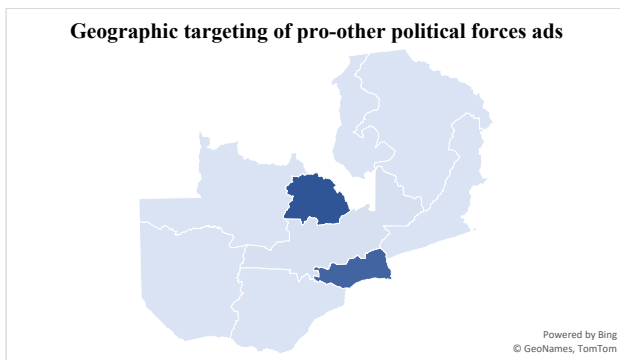 Geographic targeting of pro-other political forces ads
Powered by Bing
© GeoNames, TomTom